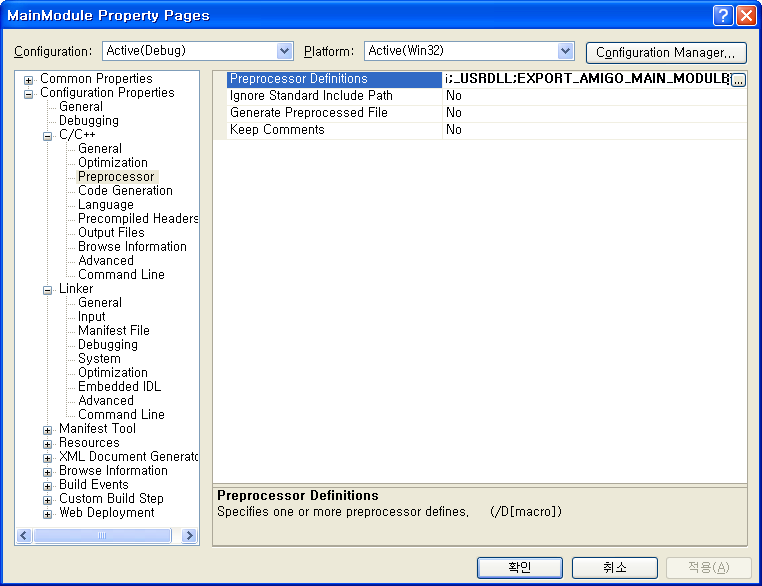 MainModule Property Pages
Configuration: Active(Debug) Platform: Active(Win32) Configuration Manager...
Common Properties
Configuration Properties
General
Debugging
C/C++
General
Optimization
Preprocessor
Code Generation
Language
Precompiled Headers
Output Files
Browse Information
Advanced
Command Line
Linker
General
Input
Manifest File
Debugging
System
Optimization
Embedded IDL
Advanced
Command Line
Manifest Tool
Resources
XML Document Generato
Browse Information
Build Events
Custom Build Step
Web Deployment
Preprocessor Definitions ;_USRDLL;EXPORT_AMIGO_MAIN_MODULE ...
Ignore Standard Include Path No
Generate Preprocessed File No
Keep Comments No
Preprocessor Definitions
Specifies one or more preprocessor defines. (/D[macro])
확인 취소 적용(A)